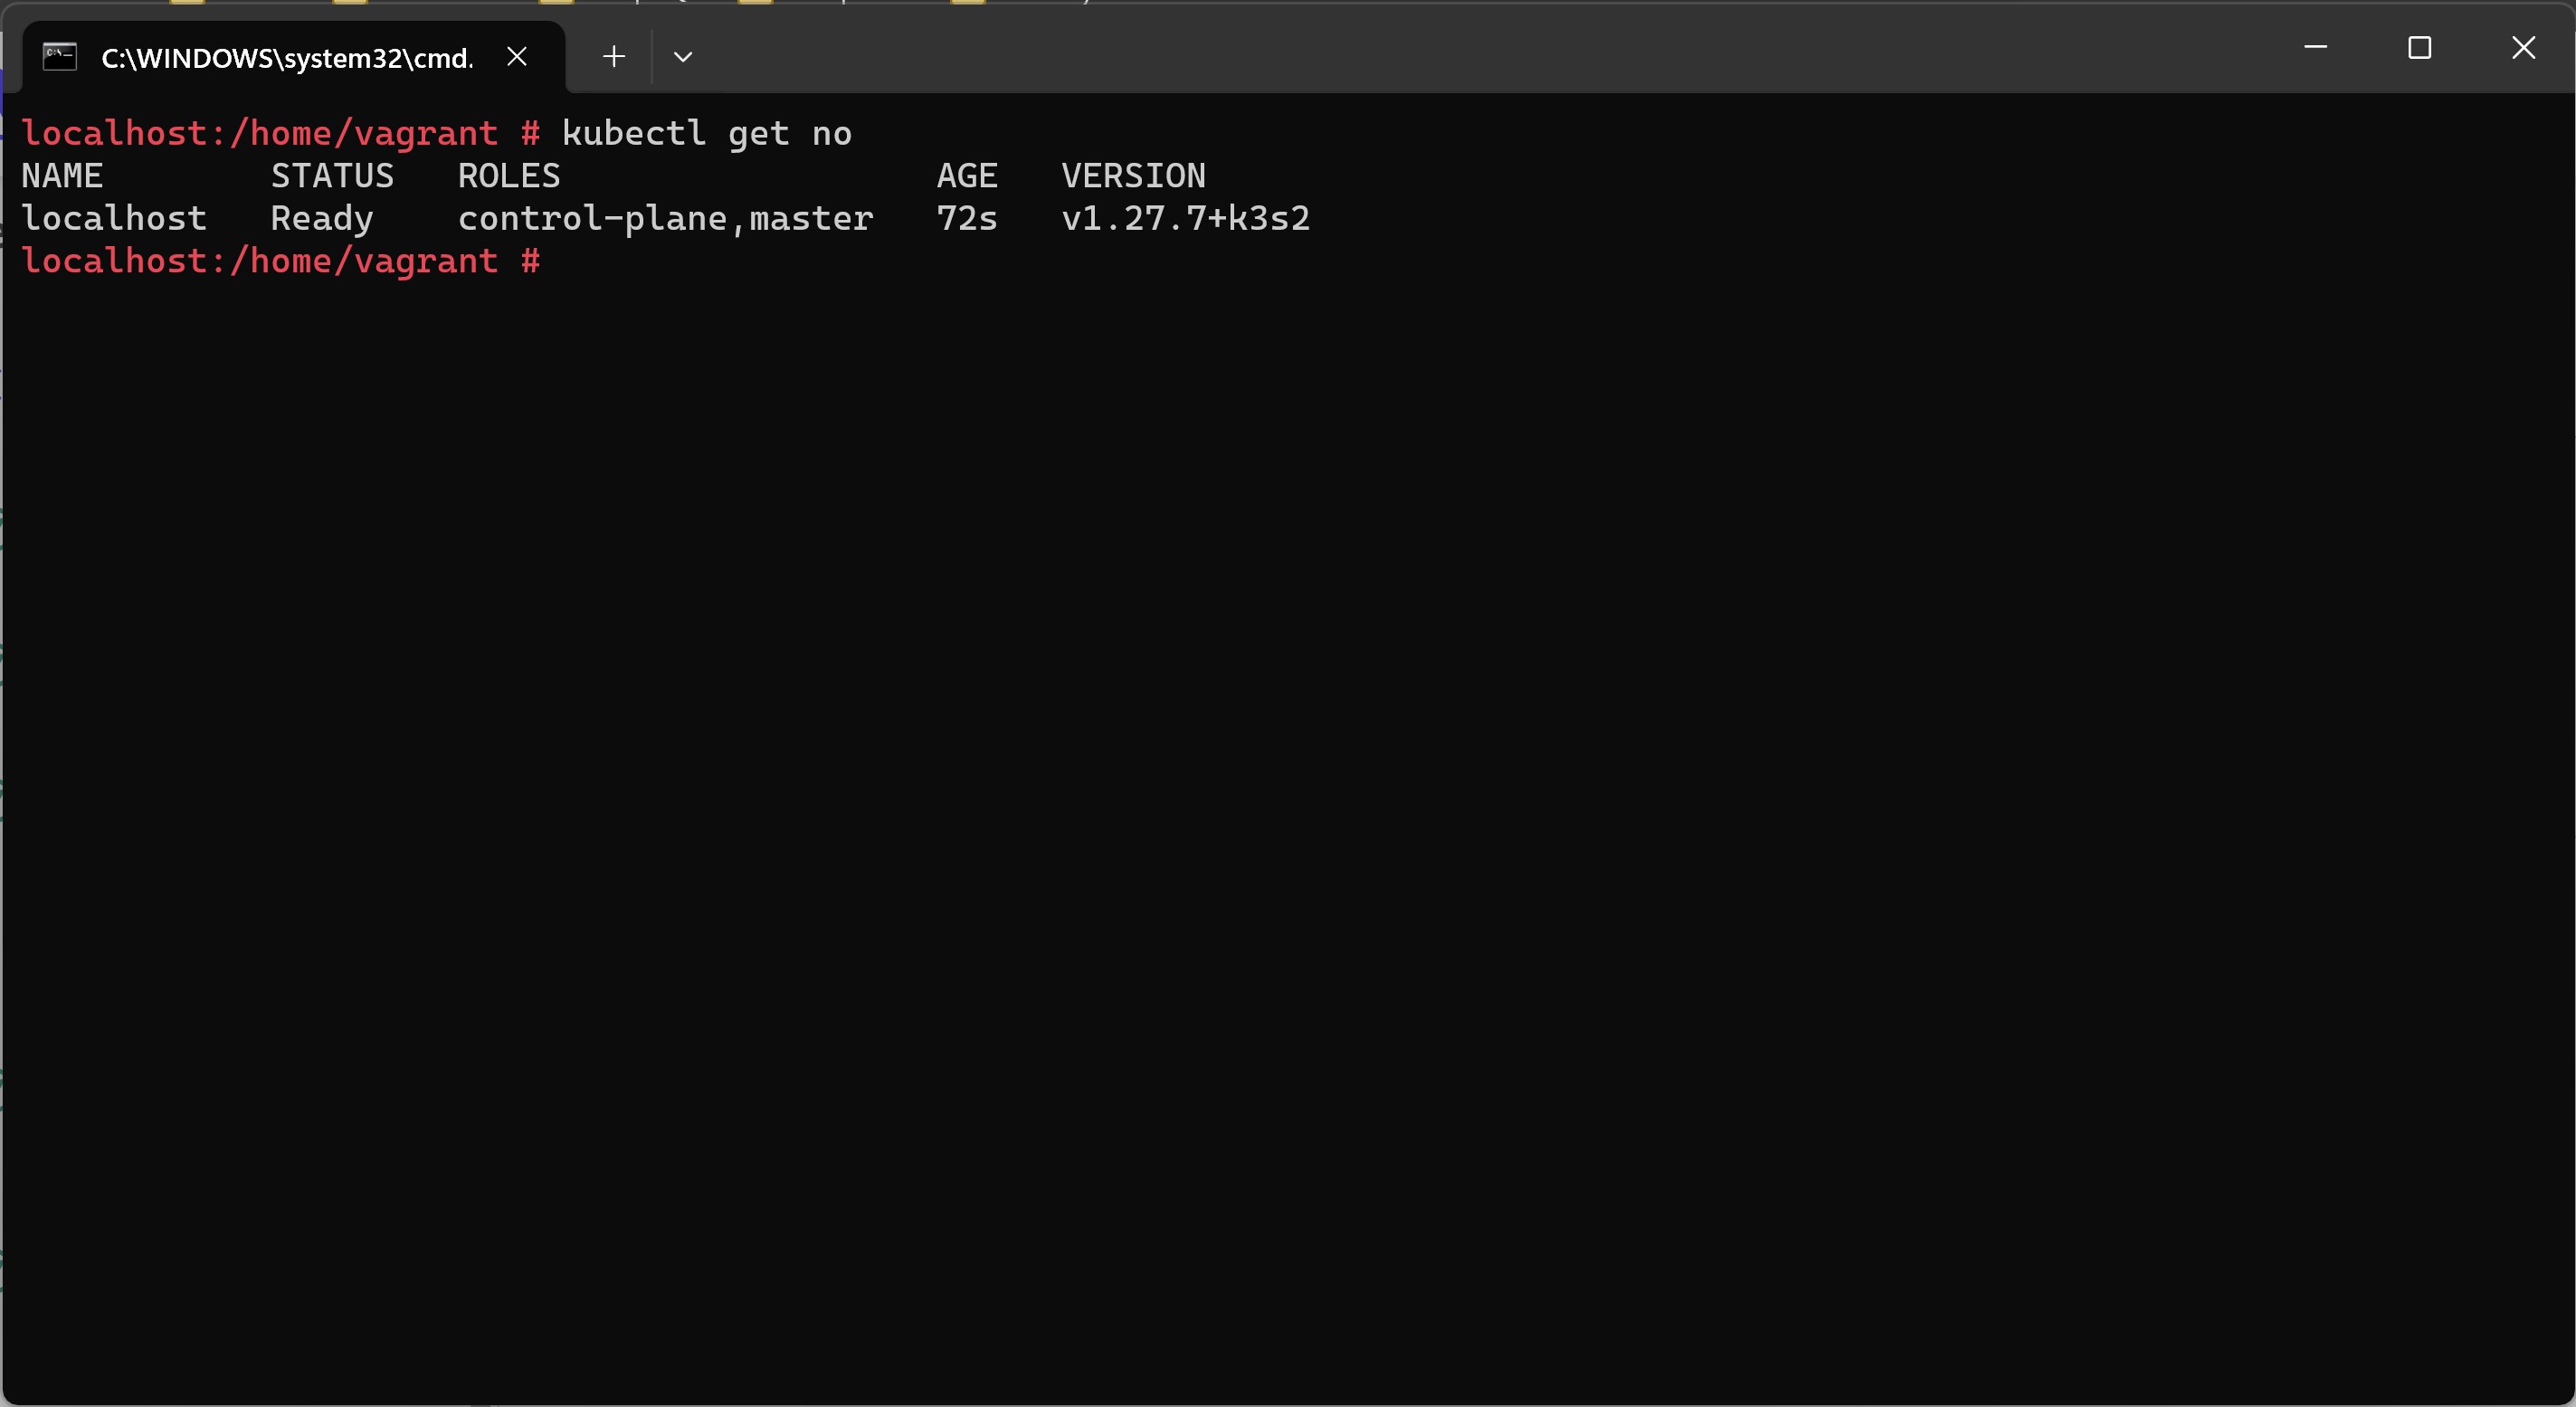 C:\WINDOWS\system32\cmd.
localhost:/home/vagrant # kubectl get no
NAME        STATUS   ROLES                  AGE   VERSION
localhost   Ready    control-plane,master   72s   v1.27.7+k3s2
localhost:/home/vagrant #